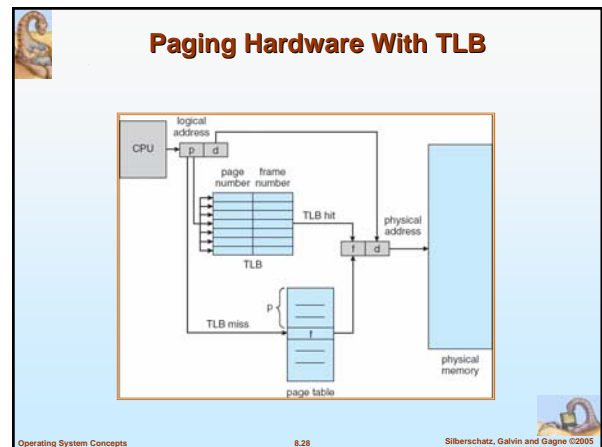 Paging Hardware With TLB
logical
address
CPU
p d
page frame
number number
TLB hit
physical
address
f d
TLB
p
TLB miss
f
physical
memory
page table
Operating System Concepts
8.28
Silberschatz, Galvin and Gagne ©2005